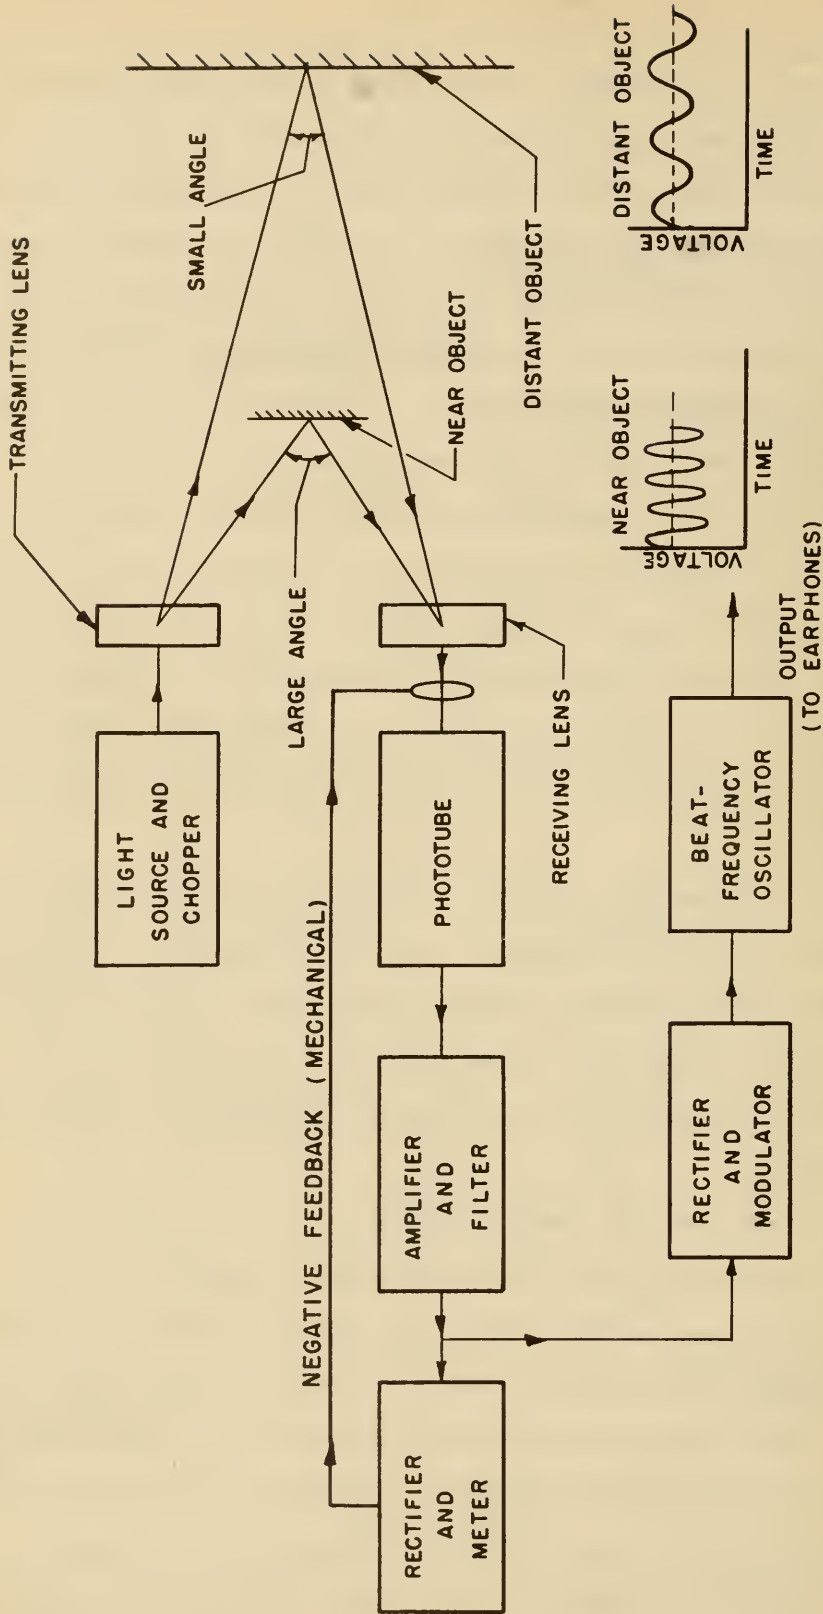 TRANSMITTING LENS
LIGHT
SOURCE AND
CHOPPER
SMALL ANGLE
LARGE ANGLE
NEAR OBJECT
DISTANT OBJECT
NEGATIVE FEEDBACK (MECHANICAL)
RECTIFIER
AND
METER
AMPLIFIER
AND
FILTER
PHOTOTUBE
RECEIVING LENS
RECTIFIER
AND
MODULATOR
BEAT-
FREQUENCY
OSCILLATOR
OUTPUT
(TO EARPHONES)
NEAR OBJECT
VOLTAGE
TIME
DISTANT OBJECT
VOLTAGE
TIME